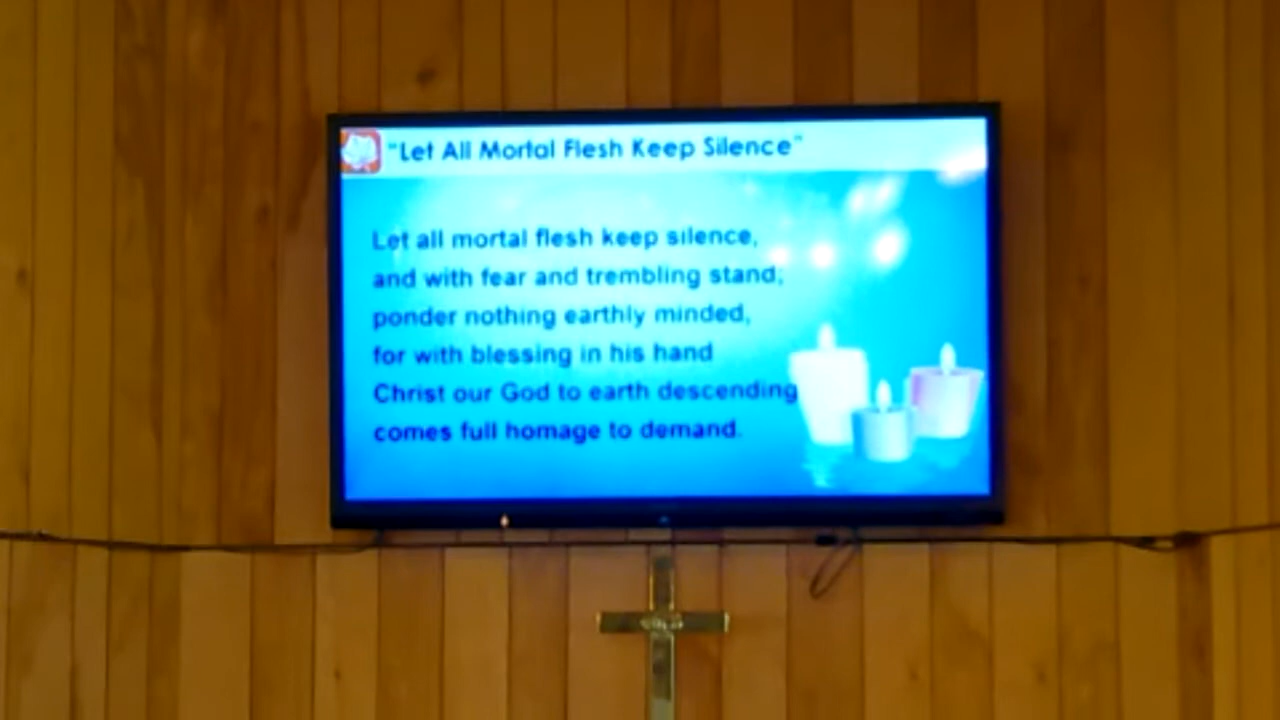 "Let All Mortal Flesh Keep Silence"
Let all mortal flesh keep silence,
and with fear and trembling stand;
ponder nothing earthly minded,
for with blessing in his hand
Christ our God to earth descending
comes full homage to demand.